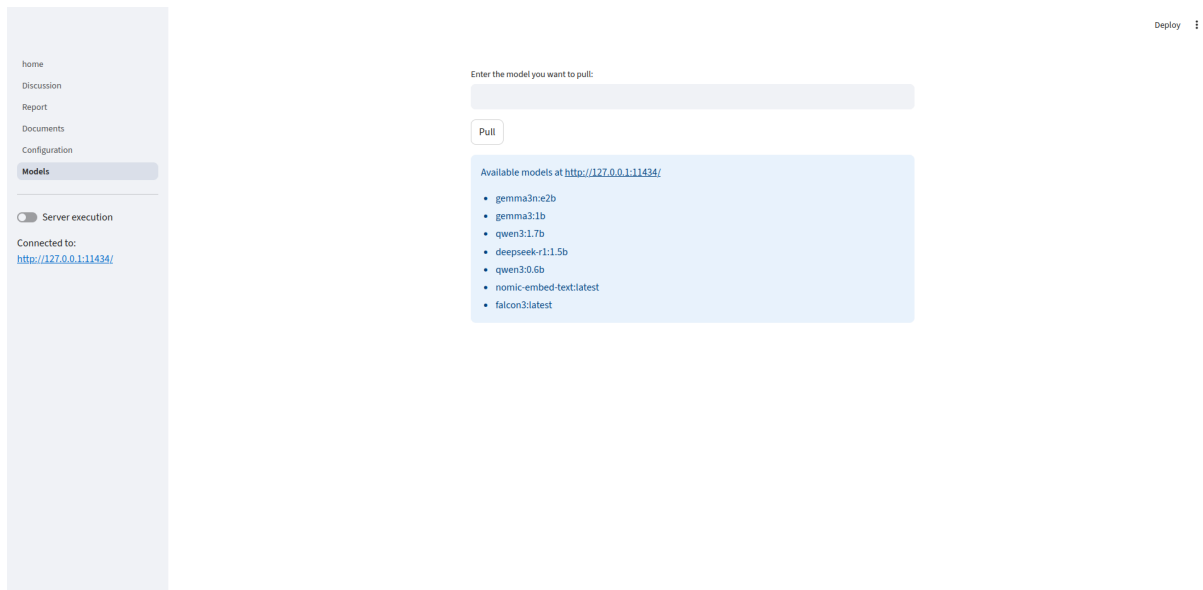 Deploy
home
Discussion
Report
Documents
Configuration
Models
Server execution
Connected to:
http://127.0.0.1:11434/
Enter the model you want to pull:
Pull
Available models at http://127.0.0.1:11434/
gemma3n:e2b
gemma3:1b
qwen3:1.7b
deepseek-r1:1.5b
qwen3:0.6b
nomic-embed-text:latest
falcon3:latest